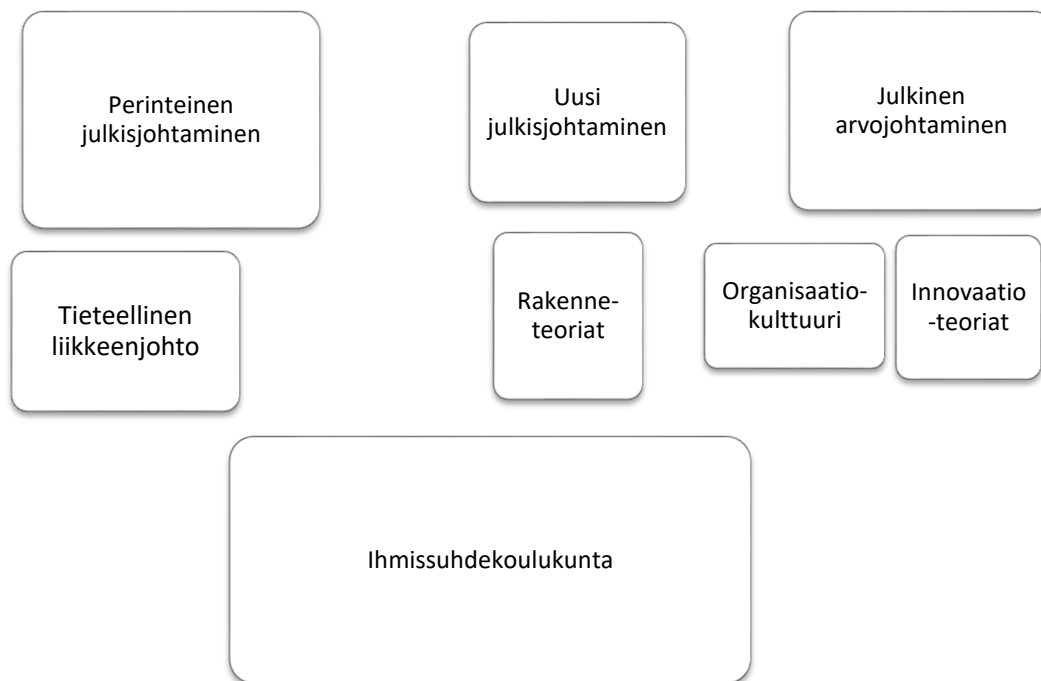 Perinteinen
julkisjohtaminen
Uusi
julkisjohtaminen
Julkinen
arvojohtaminen
Tieteellinen
liikkeenjohto
Rakenne-
teoriat
Organisaatio-
kulttuuri
Innovaatio
-teoriat
Ihmissuhdekoulukunta